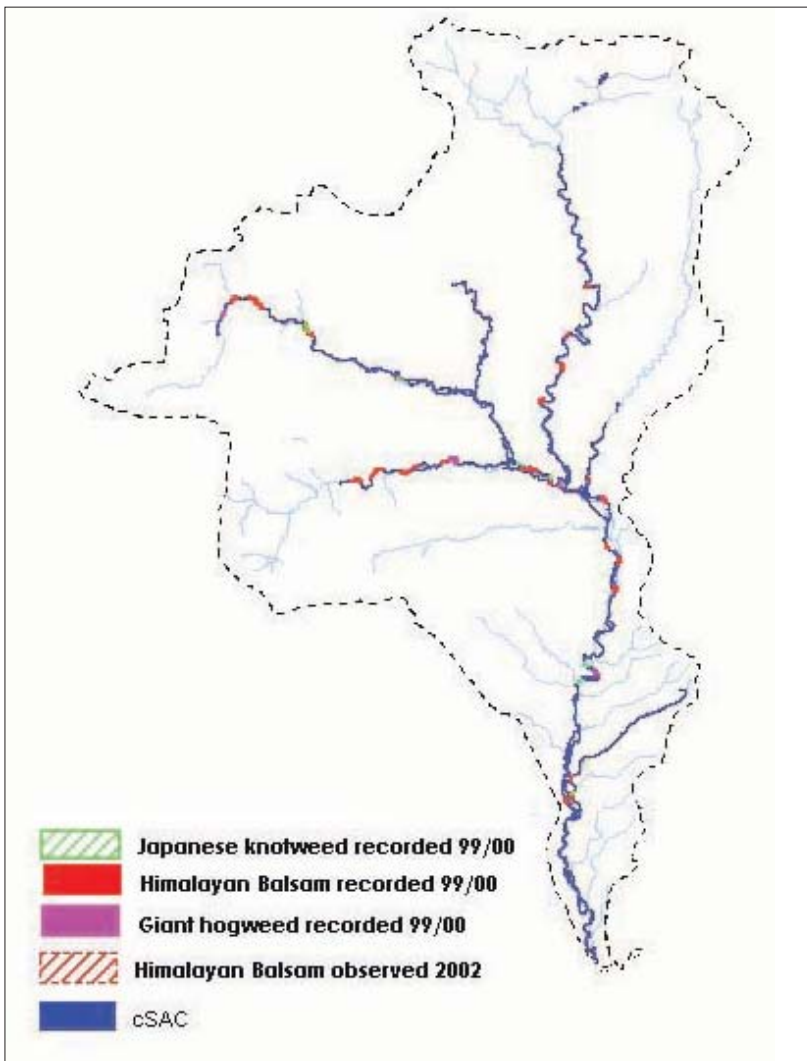 Japanese knotweed recorded 99/00
Himalayan Balsam recorded 99/00
Giant hogweed recorded 99/00
Himalayan Balsam observed 2002
cSAC